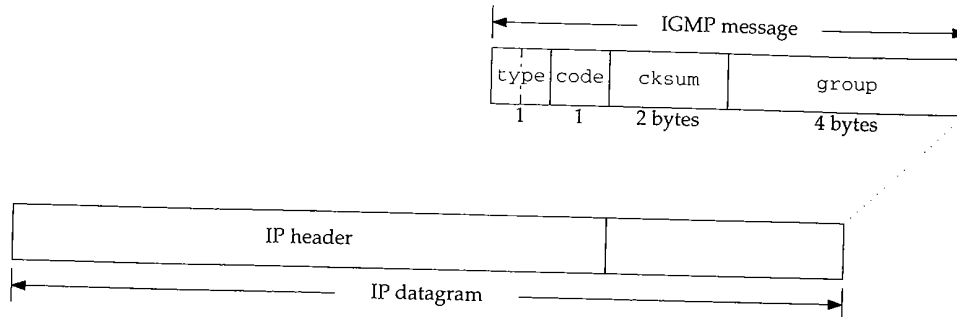 IGMP message
type code cksum group
1 1 2 bytes 4 bytes
IP header
IP datagram